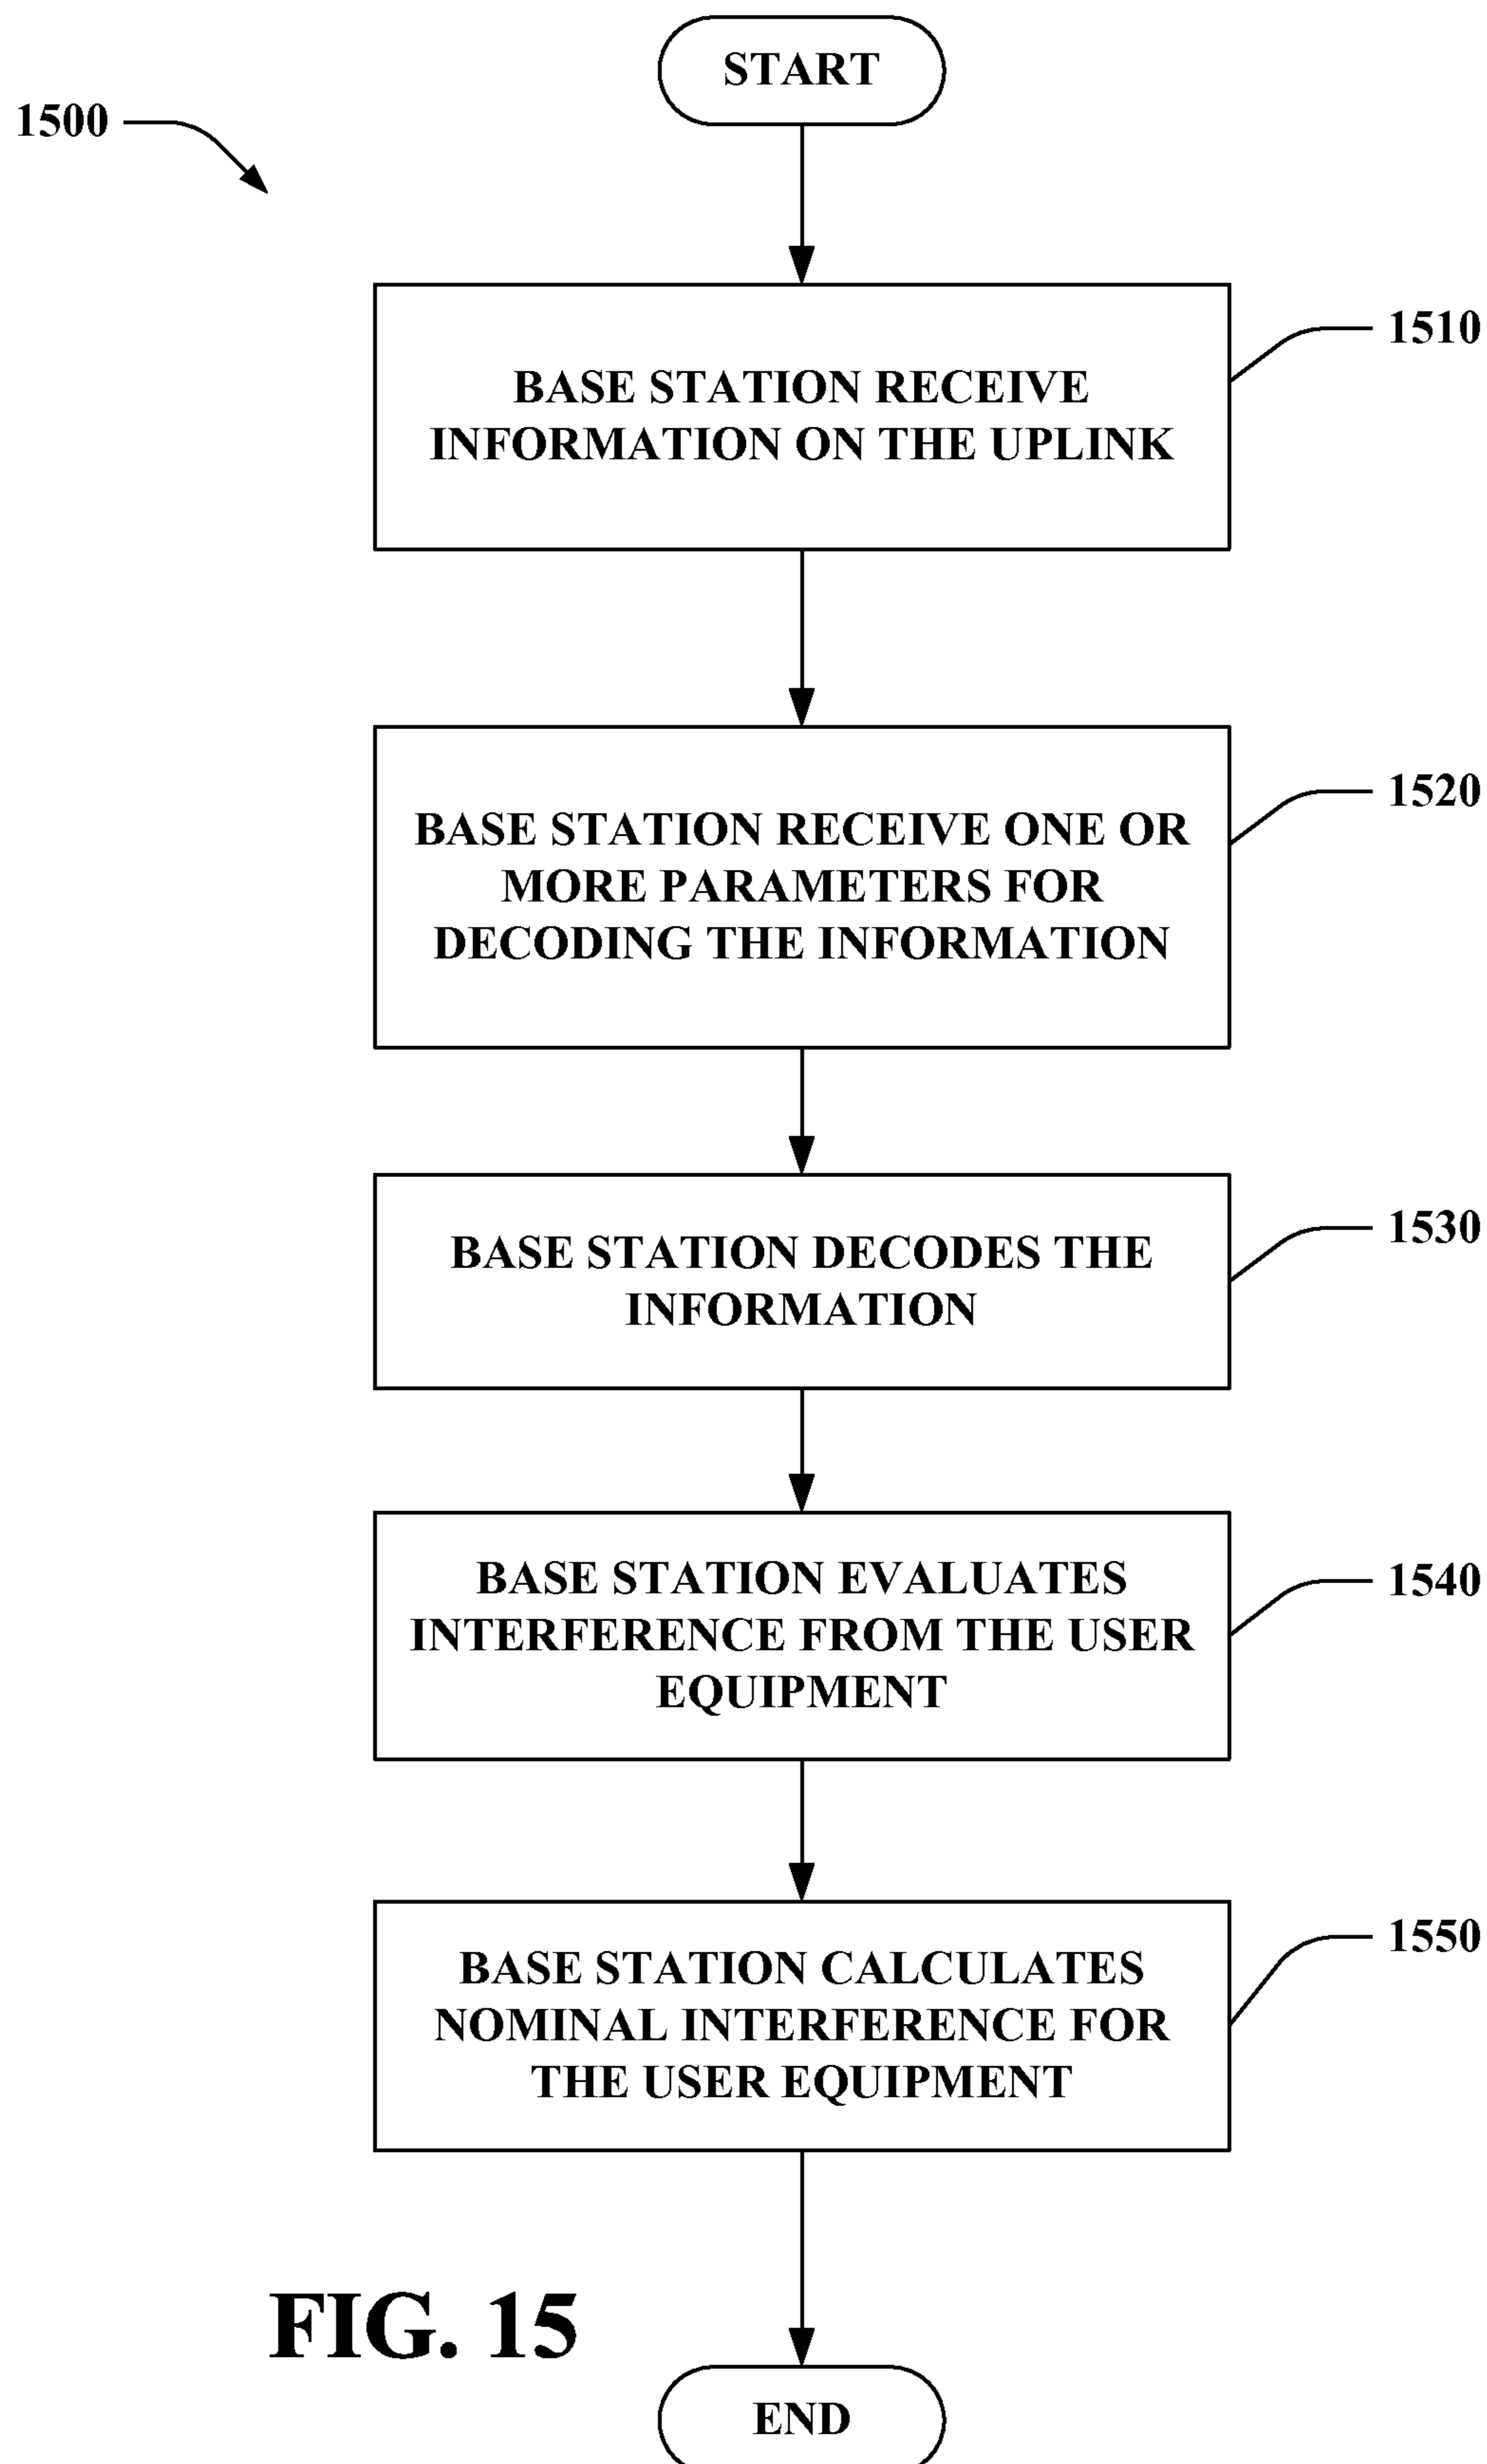 START
1500
BASE STATION RECEIVE
INFORMATION ON THE UPLINK
1510
BASE STATION RECEIVE ONE OR
MORE PARAMETERS FOR
DECODING THE INFORMATION
1520
BASE STATION DECODES THE
INFORMATION
1530
BASE STATION EVALUATES
INTERFERENCE FROM THE USER
EQUIPMENT
1540
BASE STATION CALCULATES
NOMINAL INTERFERENCE FOR
THE USER EQUIPMENT
1550
FIG. 15
END